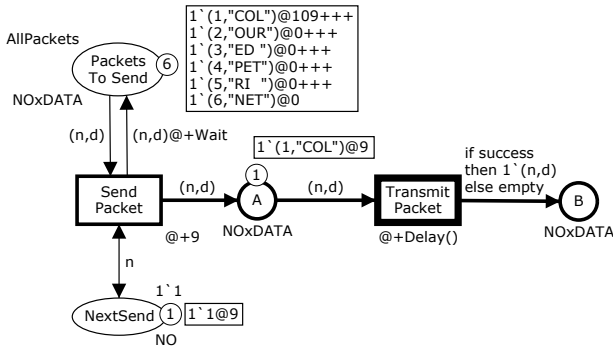 AllPackets
Packets
To Send
6
NOxDATA
1`(1,"COL")@109+++
1`(2,"OUR")@0+++
1`(3,"ED ")@0+++
1`(4,"PET")@0+++
1`(5,"RI  ")@0+++
1`(6,"NET")@0
(n,d)
(n,d)@+Wait
1`(1,"COL")@9
1
Send
Packet
(n,d)
@+9
A
NOxDATA
(n,d)
Transmit
Packet
@+Delay()
if success
then 1`(n,d)
else empty
B
NOxDATA
n
1`1
NextSend
1
1`1@9
NO